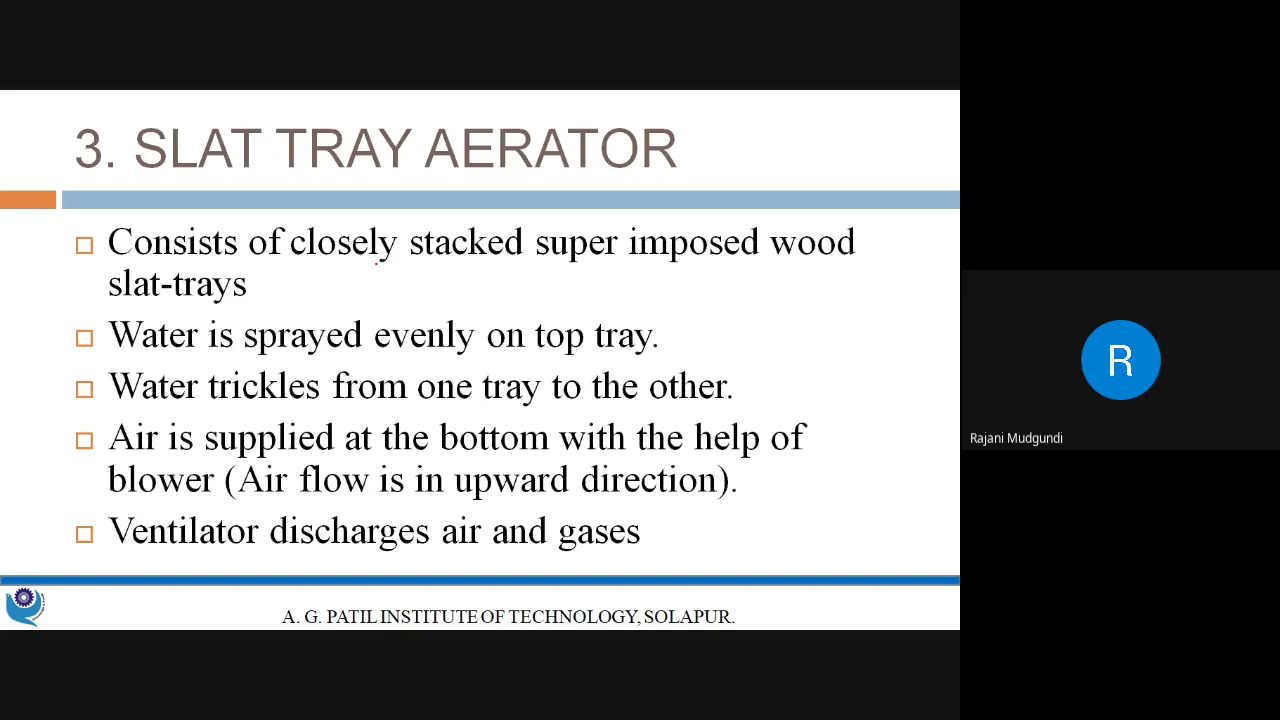 3. SLAT TRAY AERATOR
Consists of closely stacked super imposed wood
slat-trays
Water is sprayed evenly on top tray.
Water trickles from one tray to the other.
Air is supplied at the bottom with the help of
blower (Air flow is in upward direction).
Ventilator discharges air and gases
A. G. PATIL INSTITUTE OF TECHNOLOGY, SOLAPUR.
R
Rajani Mudgundi